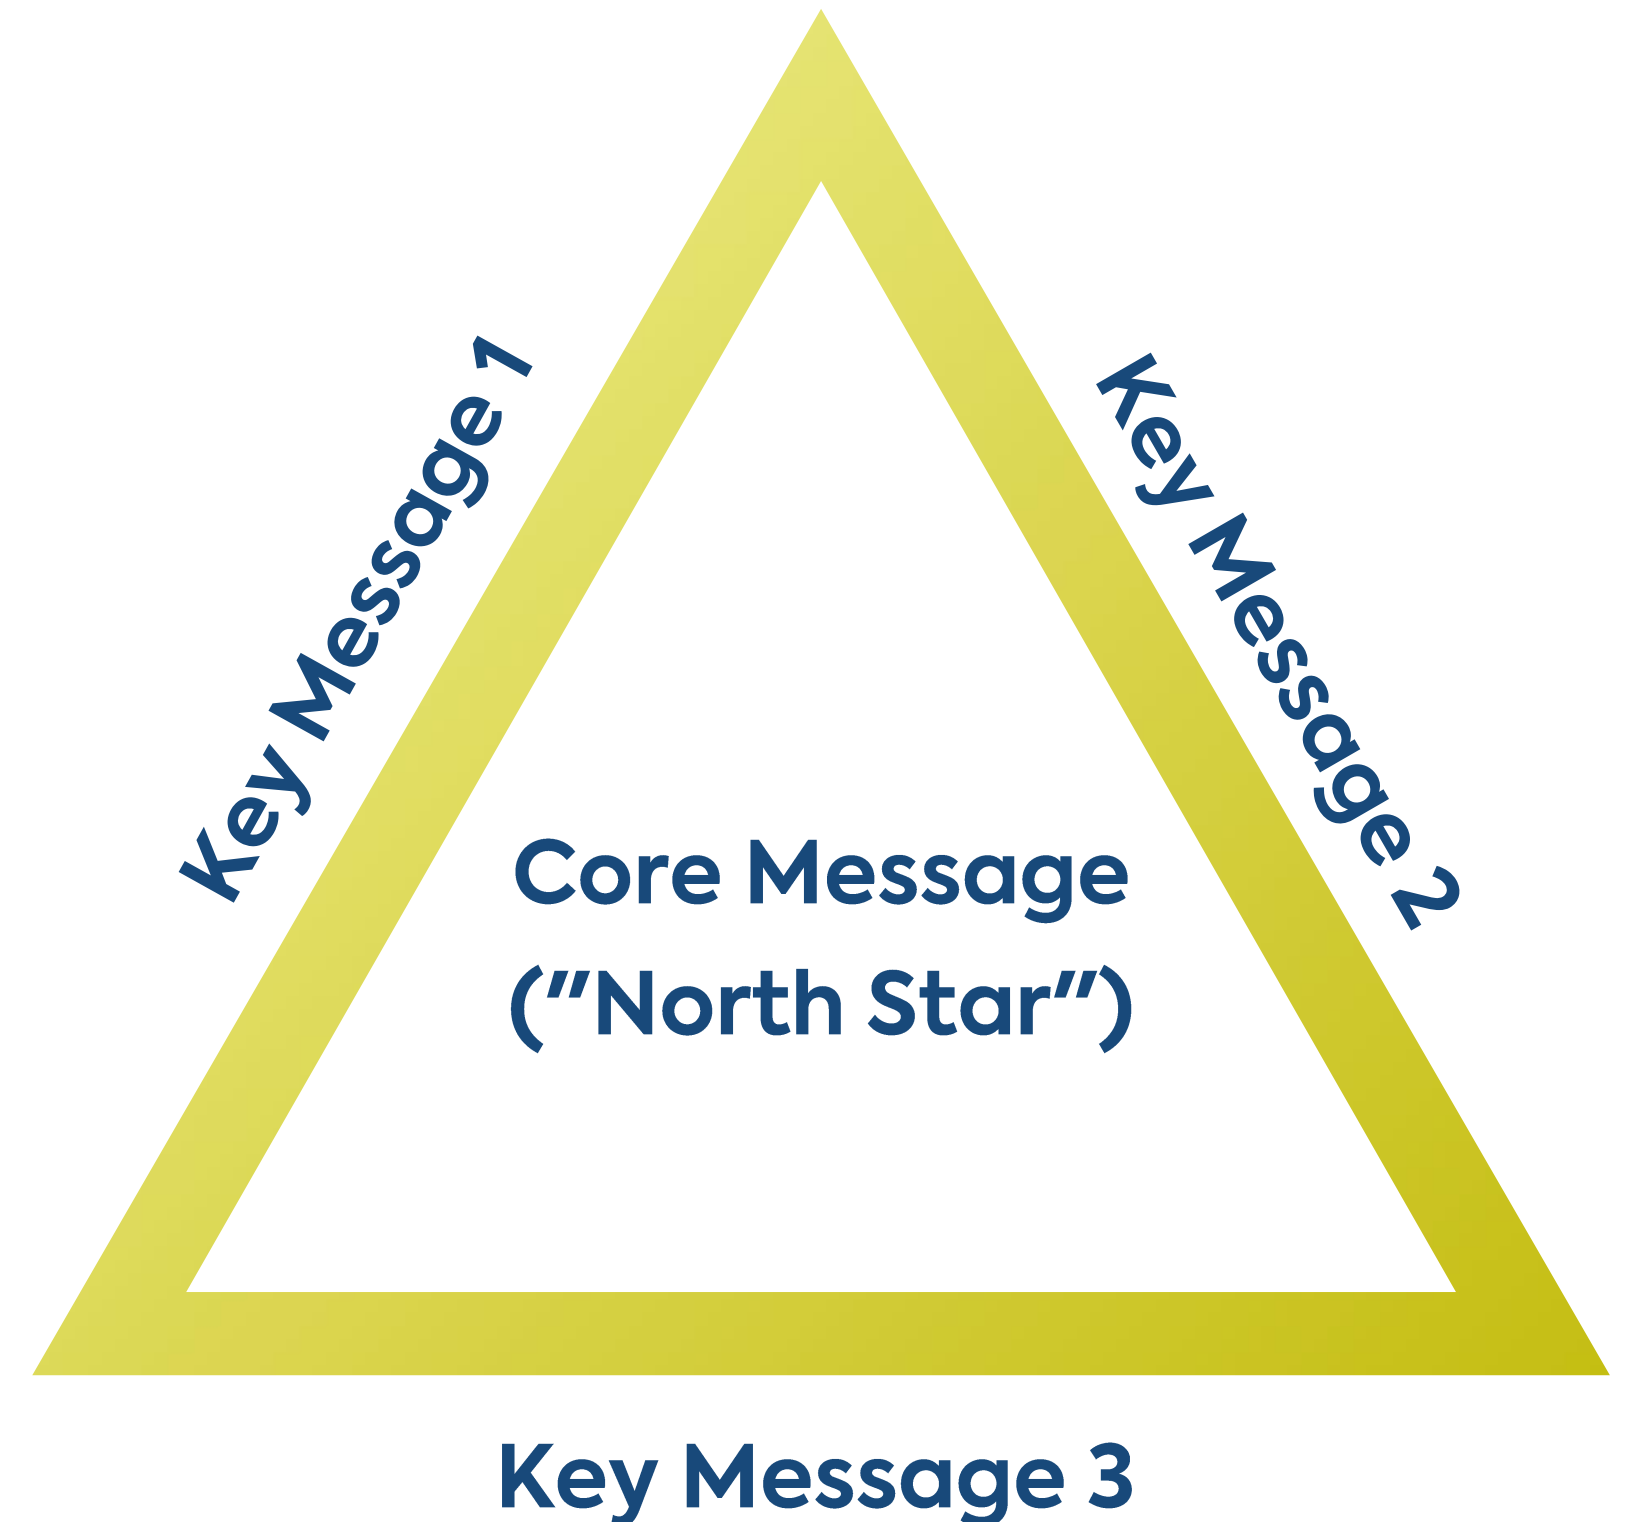 Key Message 1
Key Message 2
Core Message
("North Star")
Key Message 3